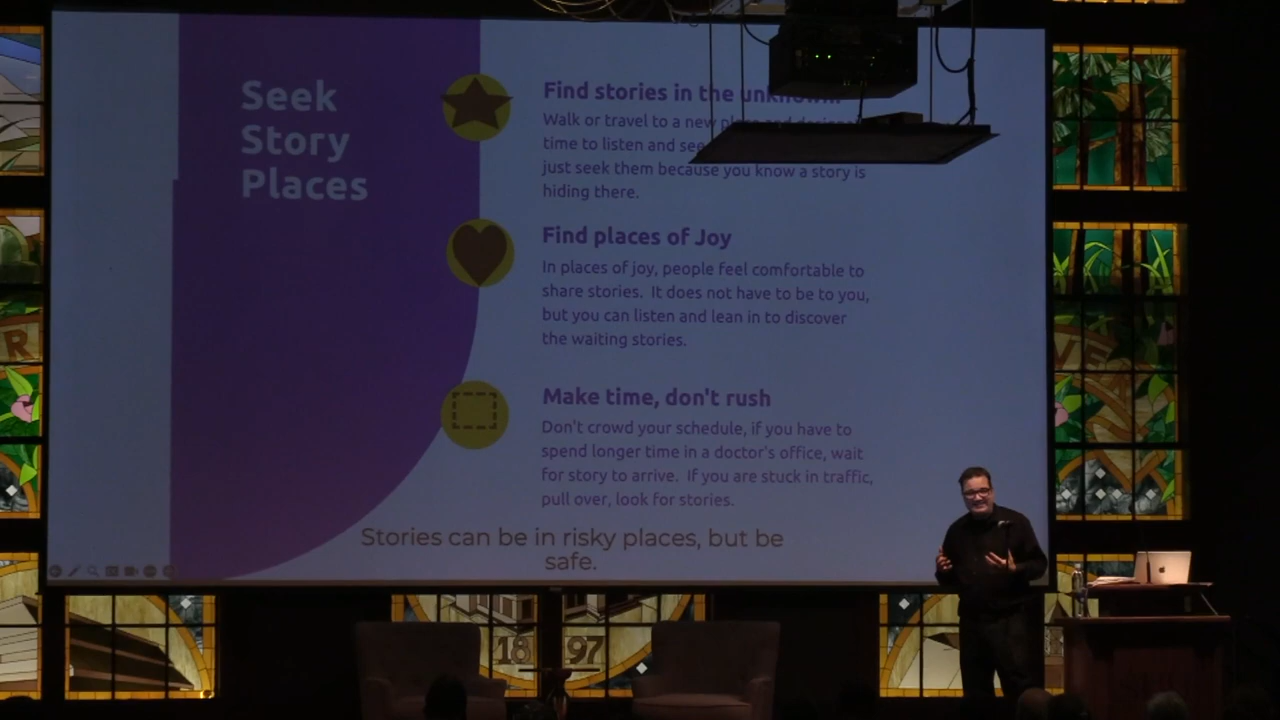 Seek
Story
Places
Find stories in the unknown...
Walk or travel to a new place and
time to listen and see
just seek them because you know a story is
hiding there.
Find places of Joy
In places of joy, people feel comfortable to
share stories. It does not have to be to you,
but you can listen and lean in to discover
the waiting stories.
Make time, don't rush
Don't crowd your schedule, if you have to
spend longer time in a doctor's office, wait
for story to arrive. If you are stuck in traffic,
pull over, look for stories.
Stories can be in risky places, but be
safe.
R
VE
18 97